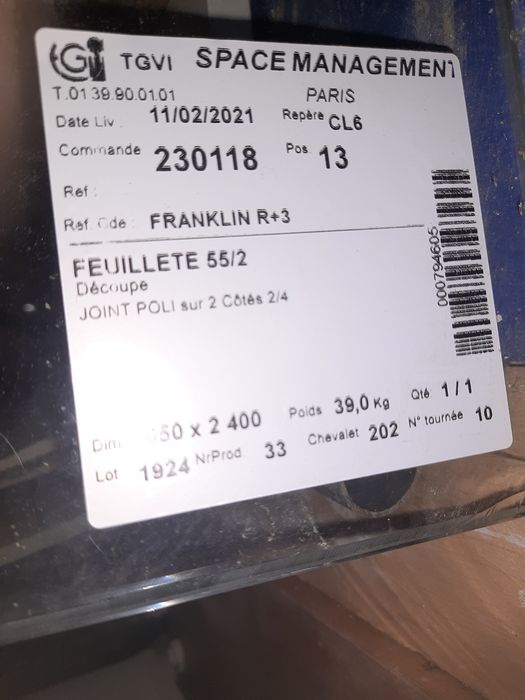 TGVI SPACE MANAGEMENT
T.01 39.90.01.01 PARIS
Date Liv 11/02/2021 Repère CL6
Commande 230118 Pos 13
Ref :
Ref. Cde : FRANKLIN R+3
FEUILLETE 55/2
Découpe
JOINT POLI sur 2 Côtés 2/4
000794605
Dim x 2 400 Poids 39,0 Kg Qté 1 / 1
Lot 1924 NrProd 33 Chevalet 202 N° tournée 10